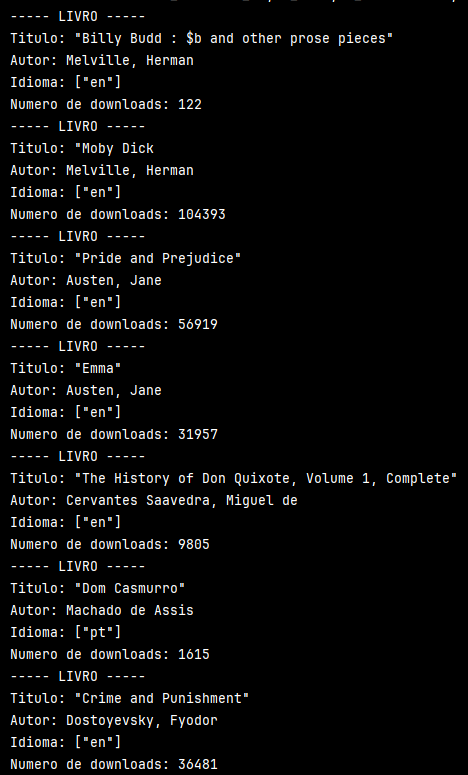 ----- LIVRO -----
Titulo: "Billy Budd : $b and other prose pieces"
Autor: Melville, Herman
Idioma: ["en"]
Numero de downloads: 122
----- LIVRO -----
Titulo: "Moby Dick
Autor: Melville, Herman
Idioma: ["en"]
Numero de downloads: 104393
----- LIVRO -----
Titulo: "Pride and Prejudice"
Autor: Austen, Jane
Idioma: ["en"]
Numero de downloads: 56919
----- LIVRO -----
Titulo: "Emma"
Autor: Austen, Jane
Idioma: ["en"]
Numero de downloads: 31957
----- LIVRO -----
Titulo: "The History of Don Quixote, Volume 1, Complete"
Autor: Cervantes Saavedra, Miguel de
Idioma: ["en"]
Numero de downloads: 9805
----- LIVRO -----
Titulo: "Dom Casmurro"
Autor: Machado de Assis
Idioma: ["pt"]
Numero de downloads: 1615
----- LIVRO -----
Titulo: "Crime and Punishment"
Autor: Dostoyevsky, Fyodor
Idioma: ["en"]
Numero de downloads: 36481